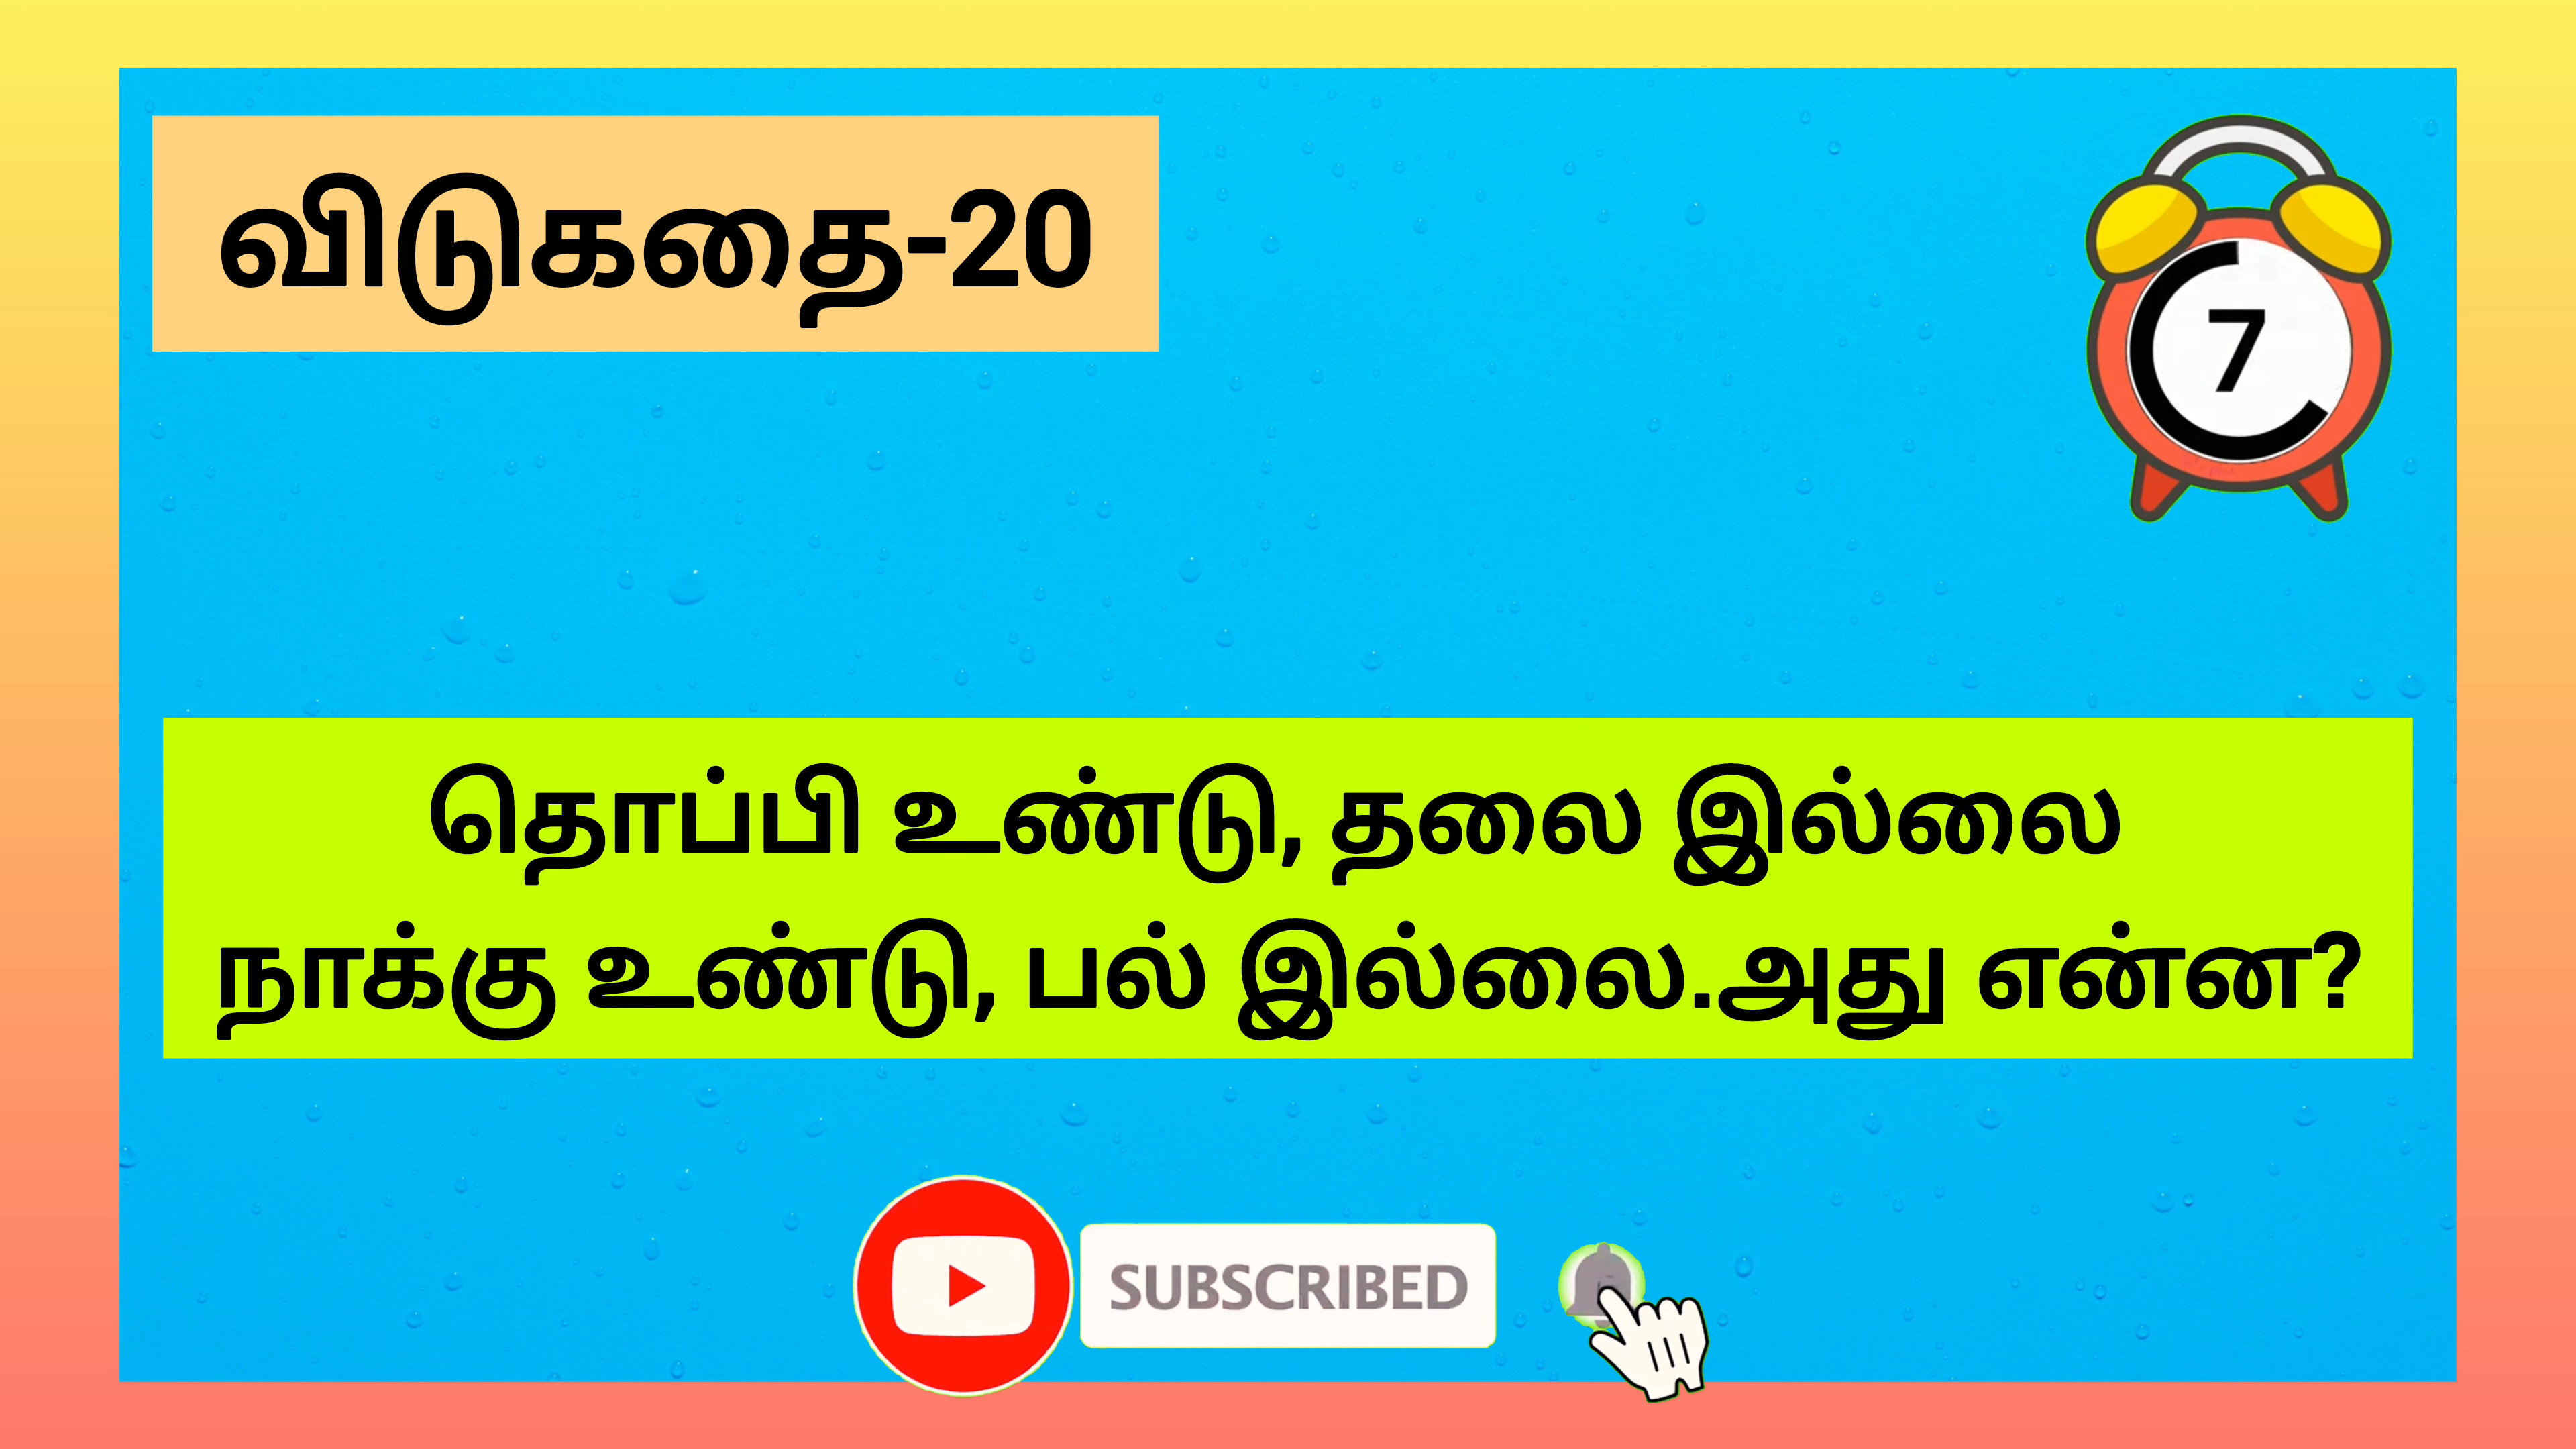 விடுகதை-20
7
தொப்பி உண்டு, தலை இல்லை
நாக்கு உண்டு, பல் இல்லை.அது என்ன?
SUBSCRIBED